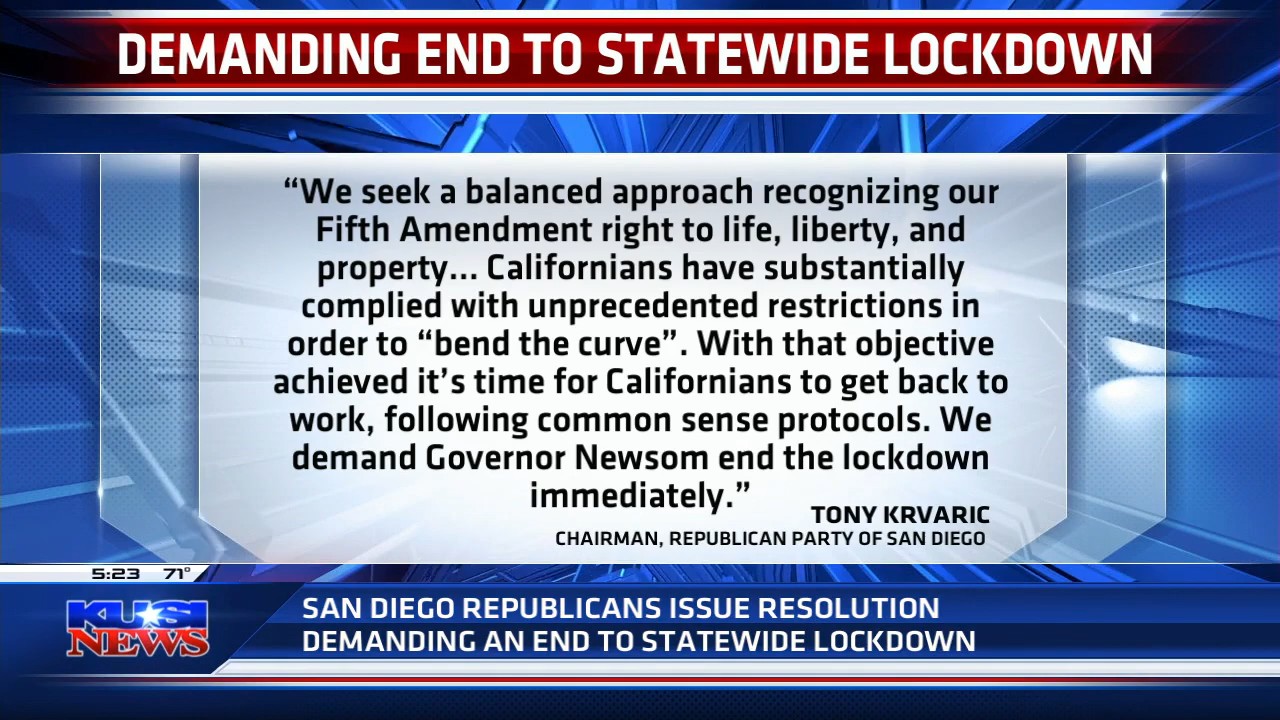 DEMANDING END TO STATEWIDE LOCKDOWN
“We seek a balanced approach recognizing our
Fifth Amendment right to life, liberty, and
property... Californians have substantially
complied with unprecedented restrictions in
order to “bend the curve”. With that objective
achieved it’s time for Californians to get back to
work, following common sense protocols. We
demand Governor Newsom end the lockdown
immediately.”
TONY KRVARIC
CHAIRMAN, REPUBLICAN PARTY OF SAN DIEGO
5:23 71°
KUSI
NEWS
SAN DIEGO REPUBLICANS ISSUE RESOLUTION
DEMANDING AN END TO STATEWIDE LOCKDOWN